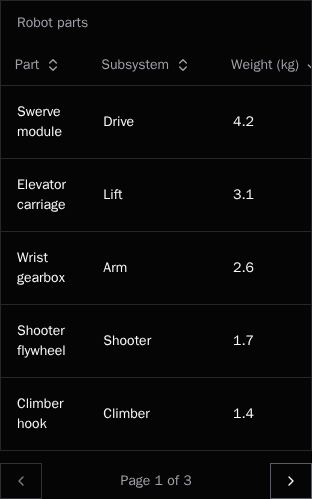 Robot parts
Part Subsystem Weight (kg)
Swerve
module Drive 4.2
Elevator
carriage Lift 3.1
Wrist
gearbox Arm 2.6
Shooter
flywheel Shooter 1.7
Climber
hook Climber 1.4
Page 1 of 3